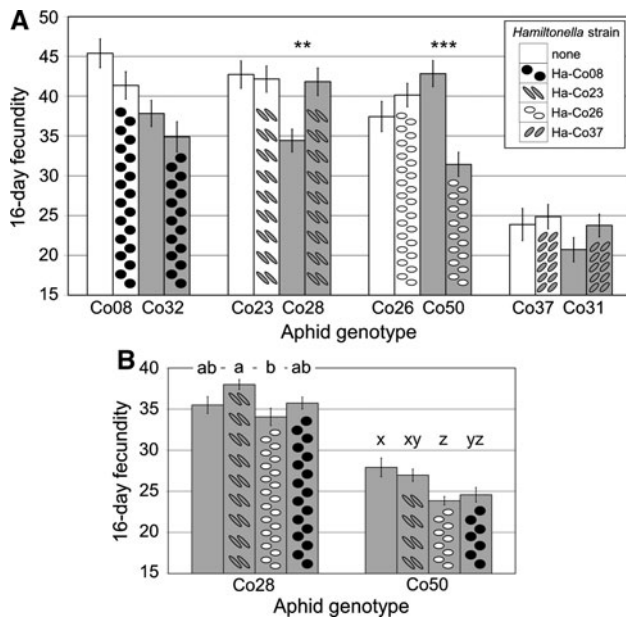 A
50
45
40
35
30
25
20
15
16-day fecundity
**
***
Hamiltonella strain
none
Ha-Co08
Ha-Co23
Ha-Co26
Ha-Co37
Co08 Co32 Co23 Co28 Co26 Co50 Co37 Co31
Aphid genotype
B
40
35
30
25
20
15
16-day fecundity
ab - a - b - ab
x xy z yz
Co28 Co50
Aphid genotype